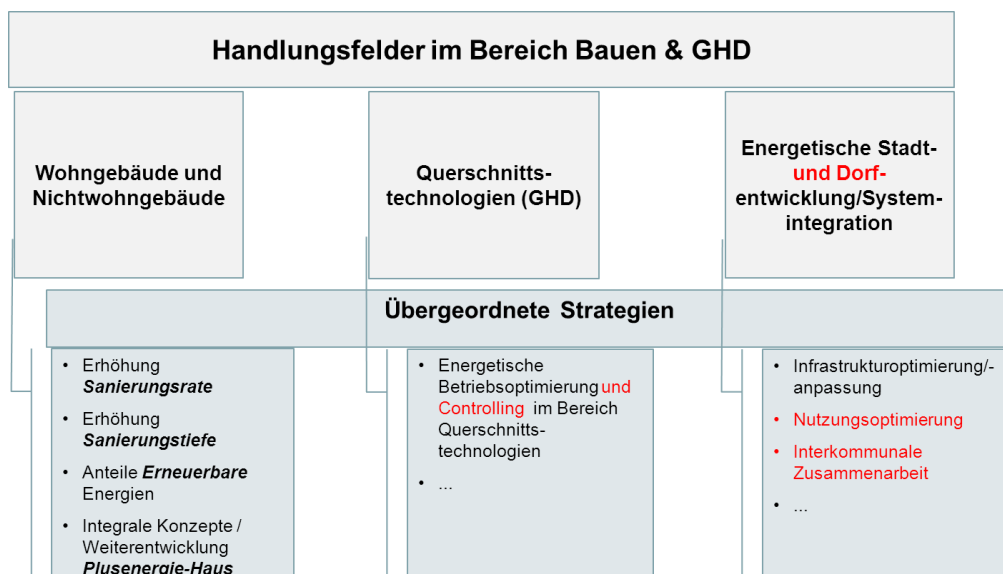 Handlungsfelder im Bereich Bauen & GHD
Wohngebäude und
Nichtwohngebäude
Querschnitts-
technologien (GHD)
Energetische Stadt-
und Dorf-
entwicklung/System-
integration
Übergeordnete Strategien
• Erhöhung
Sanierungsrate
• Erhöhung
Sanierungstiefe
• Anteile Erneuerbare
Energien
• Integrale Konzepte /
Weiterentwicklung
Plusenergie-Haus
• Energetische
Betriebsoptimierung und
Controlling im Bereich
Querschnitts-
technologien
• ...
• Infrastrukturoptimierung/-
anpassung
• Nutzungsoptimierung
• Interkommunale
Zusammenarbeit
• ...